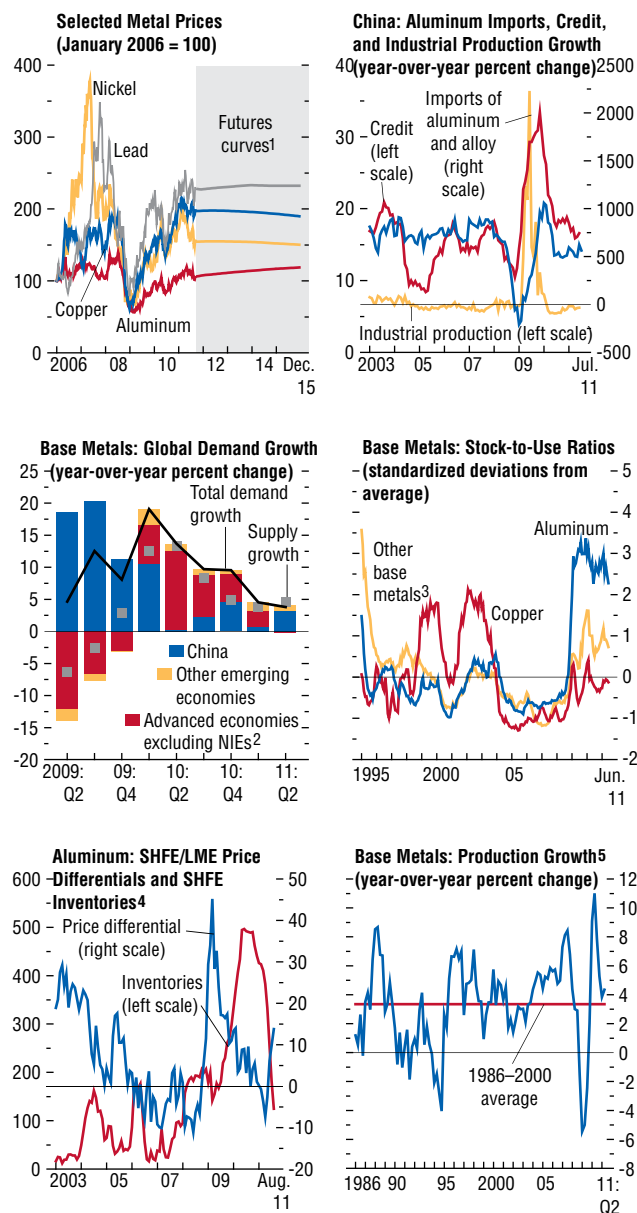 Selected Metal Prices
(January 2006 = 100)
400
300
200
100
0
Nickel
Lead
Futures
curves1
Copper
Aluminum
2006
08
10
12
14
Dec.
15
China: Aluminum Imports, Credit,
and Industrial Production Growth
(year-over-year percent change)
40
30
20
10
0
2500
2000
1500
1000
500
0
-500
Credit
(left
scale)
Imports of
aluminum
and alloy
(right
scale)
Industrial production (left scale)
2003
05
07
09
Jul.
11
Base Metals: Global Demand Growth
(year-over-year percent change)
25
20
15
10
5
0
-5
-10
-15
-20
Total demand
growth
Supply
growth
China
Other emerging
economies
Advanced economies
excluding NIEs2
2009:
Q2
09:
Q4
10:
Q2
10:
Q4
11:
Q2
Base Metals: Stock-to-Use Ratios
(standardized deviations from
average)
5
4
3
2
1
0
-1
-2
Aluminum
Other
base
metals3
Copper
1995
2000
05
Jun.
11
Aluminum: SHFE/LME Price
Differentials and SHFE
Inventories4
600
500
400
300
200
100
0
50
40
30
20
10
0
-10
-20
Price differential
(right scale)
Inventories
(left scale)
2003
05
07
09
Aug.
11
Base Metals: Production Growth5
(year-over-year percent change)
12
10
8
6
4
2
0
2
4
6
8
1986–2000
average
1986
90
95
2000
05
11:
Q2